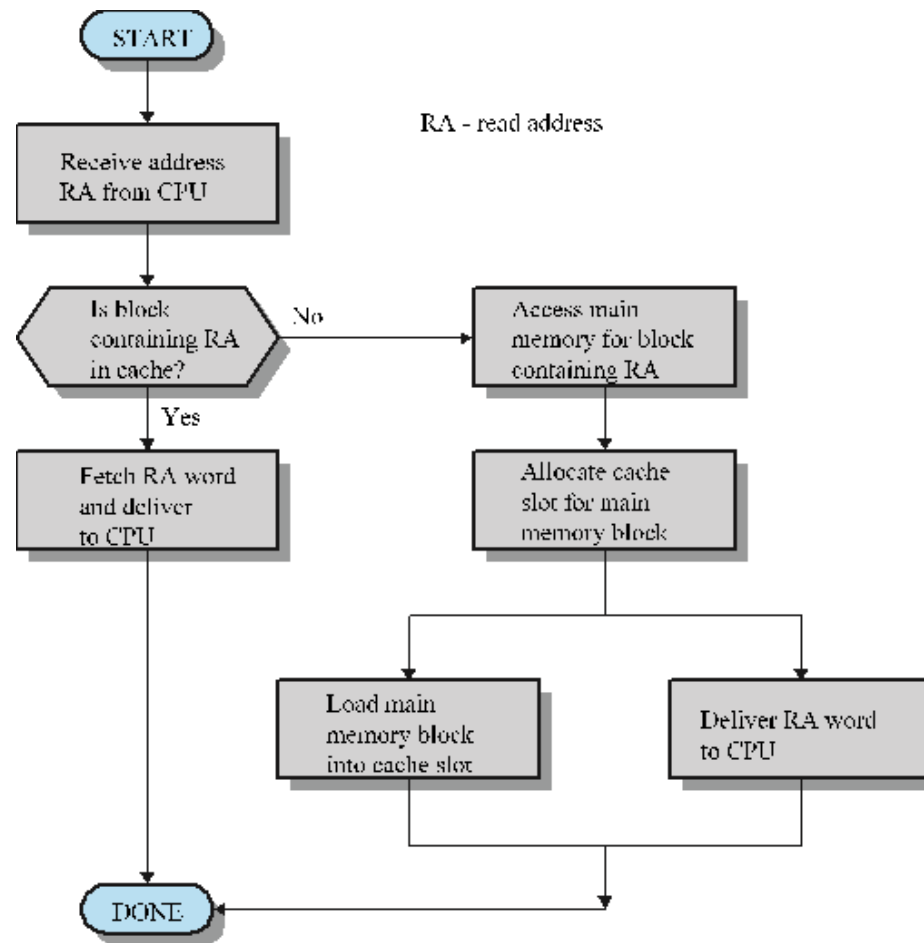 START
RA - read address
Receive address
RA from CPU
Is block
containing RA
in cache?
No
Yes
Access main
memory for block
containing RA
Fetch RA word
and deliver
to CPU
Allocate cache
slot for main
memory block
Load main
memory block
into cache slot
Deliver RA word
to CPU
DONE